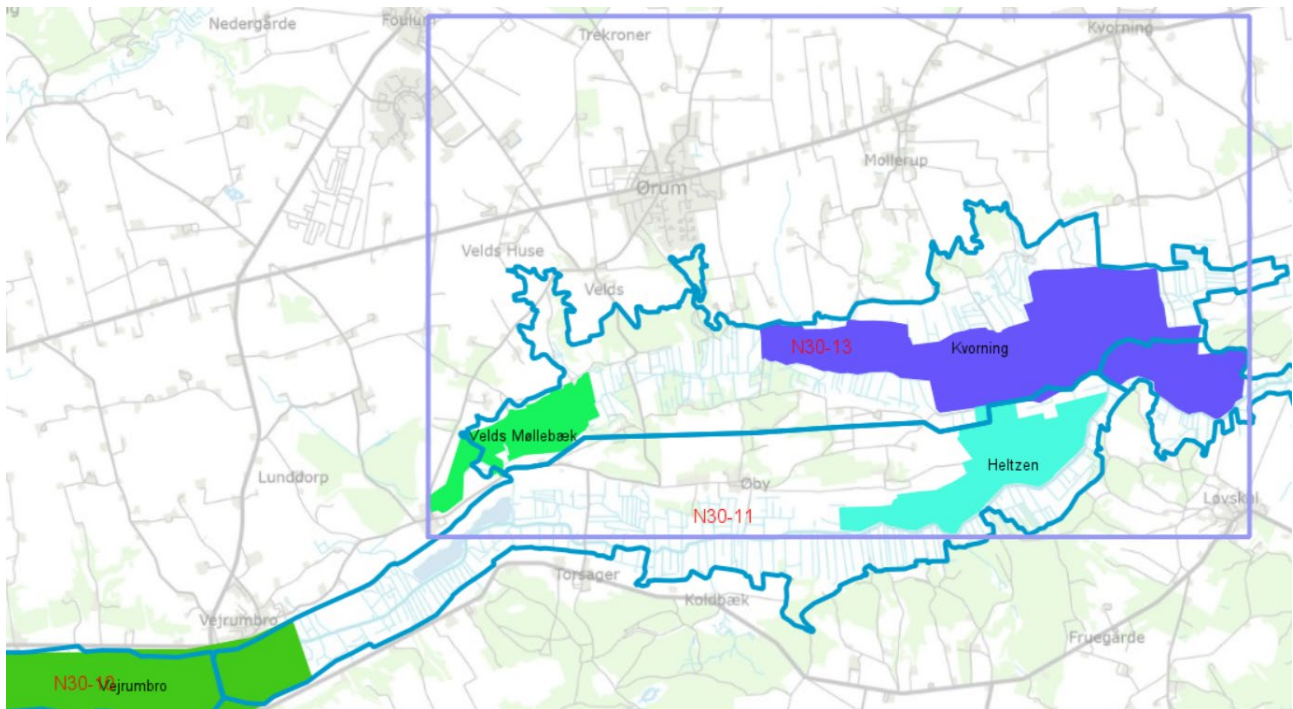 Nedergårde
Foulum
Trekroner
Kvorning
Mollerup
Ørum
Velds Huse
Velds
N30-13
Kvorning
Velds Møllebæk
Lunddorp
Heltzen
Øby
N30-11
Løvskal
Torsager
Koldbæk
Vejrumbro
Fruegårde
Vejrumbro